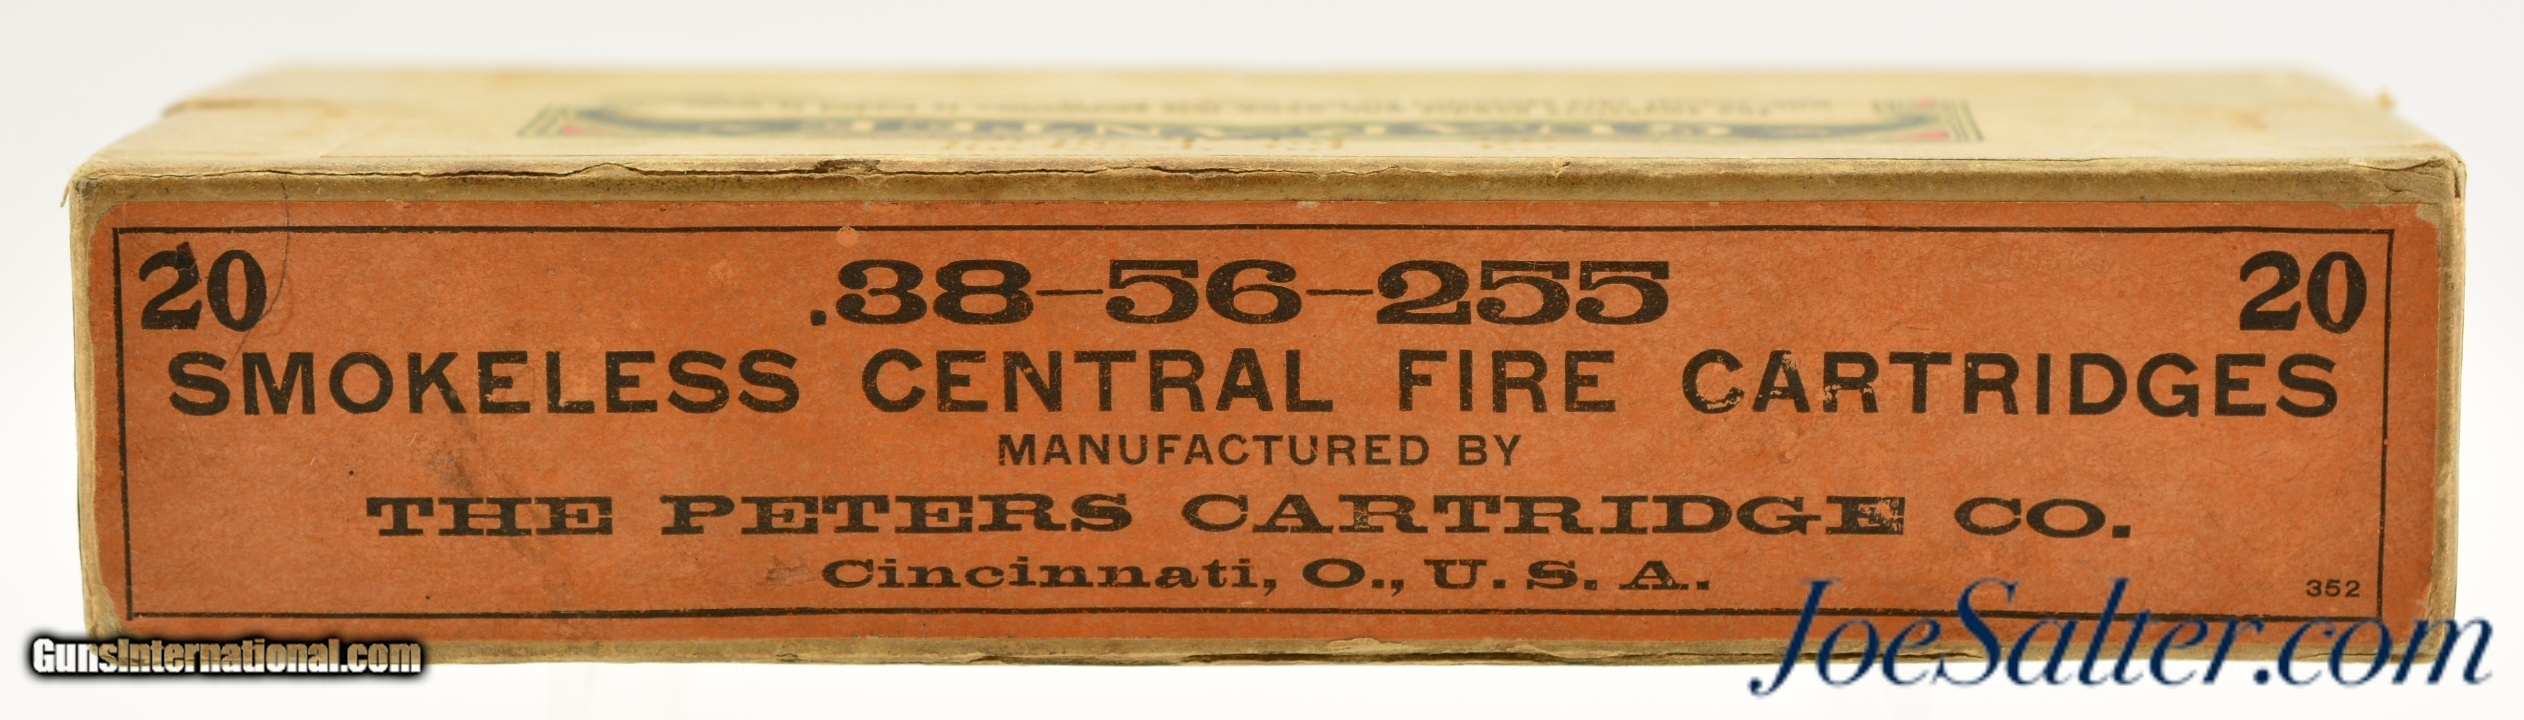 20 .38-56-255 20
SMOKELESS CENTRAL FIRE CARTRIDGES
MANUFACTURED BY
THE PETERS CARTRIDGE CO.
Cincinnati, O., U. S. A.
352
GunsInternational.com
JoeSalter.com